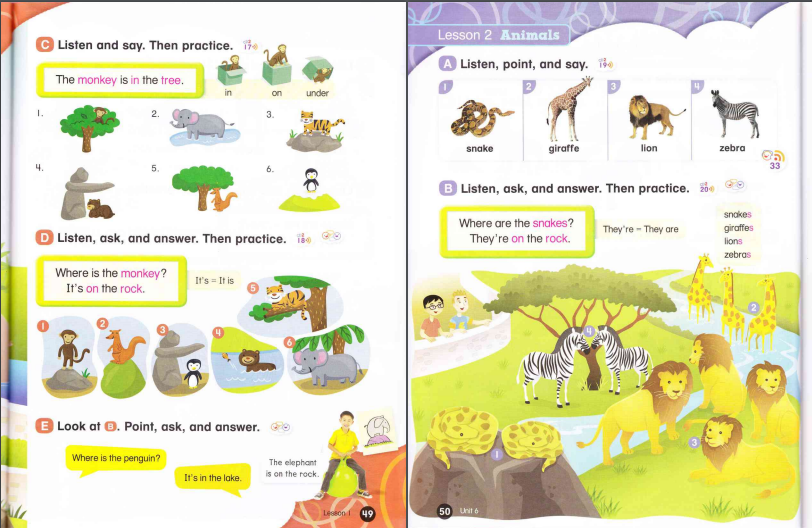 C Listen and say. Then practice. 17
The monkey is in the tree.
in on under
1. 2. 3.
4. 5. 6.
D Listen, ask, and answer. Then practice. 18
Where is the monkey?
It's on the rock.
It's = It is
5
1 2 3 4
6
E Look at B. Point, ask, and answer.
Where is the penguin?
It's in the lake.
The elephant
is on the rock.
Lesson 1 49
Lesson 2 Animals
A Listen, point, and say. 19
1 2 3 4
snake giraffe lion zebra
33
B Listen, ask, and answer. Then practice. 20
Where are the snakes?
They're on the rock.
They're = They are
snakes
giraffes
lions
zebras
2
4
3
1
50 Unit 6